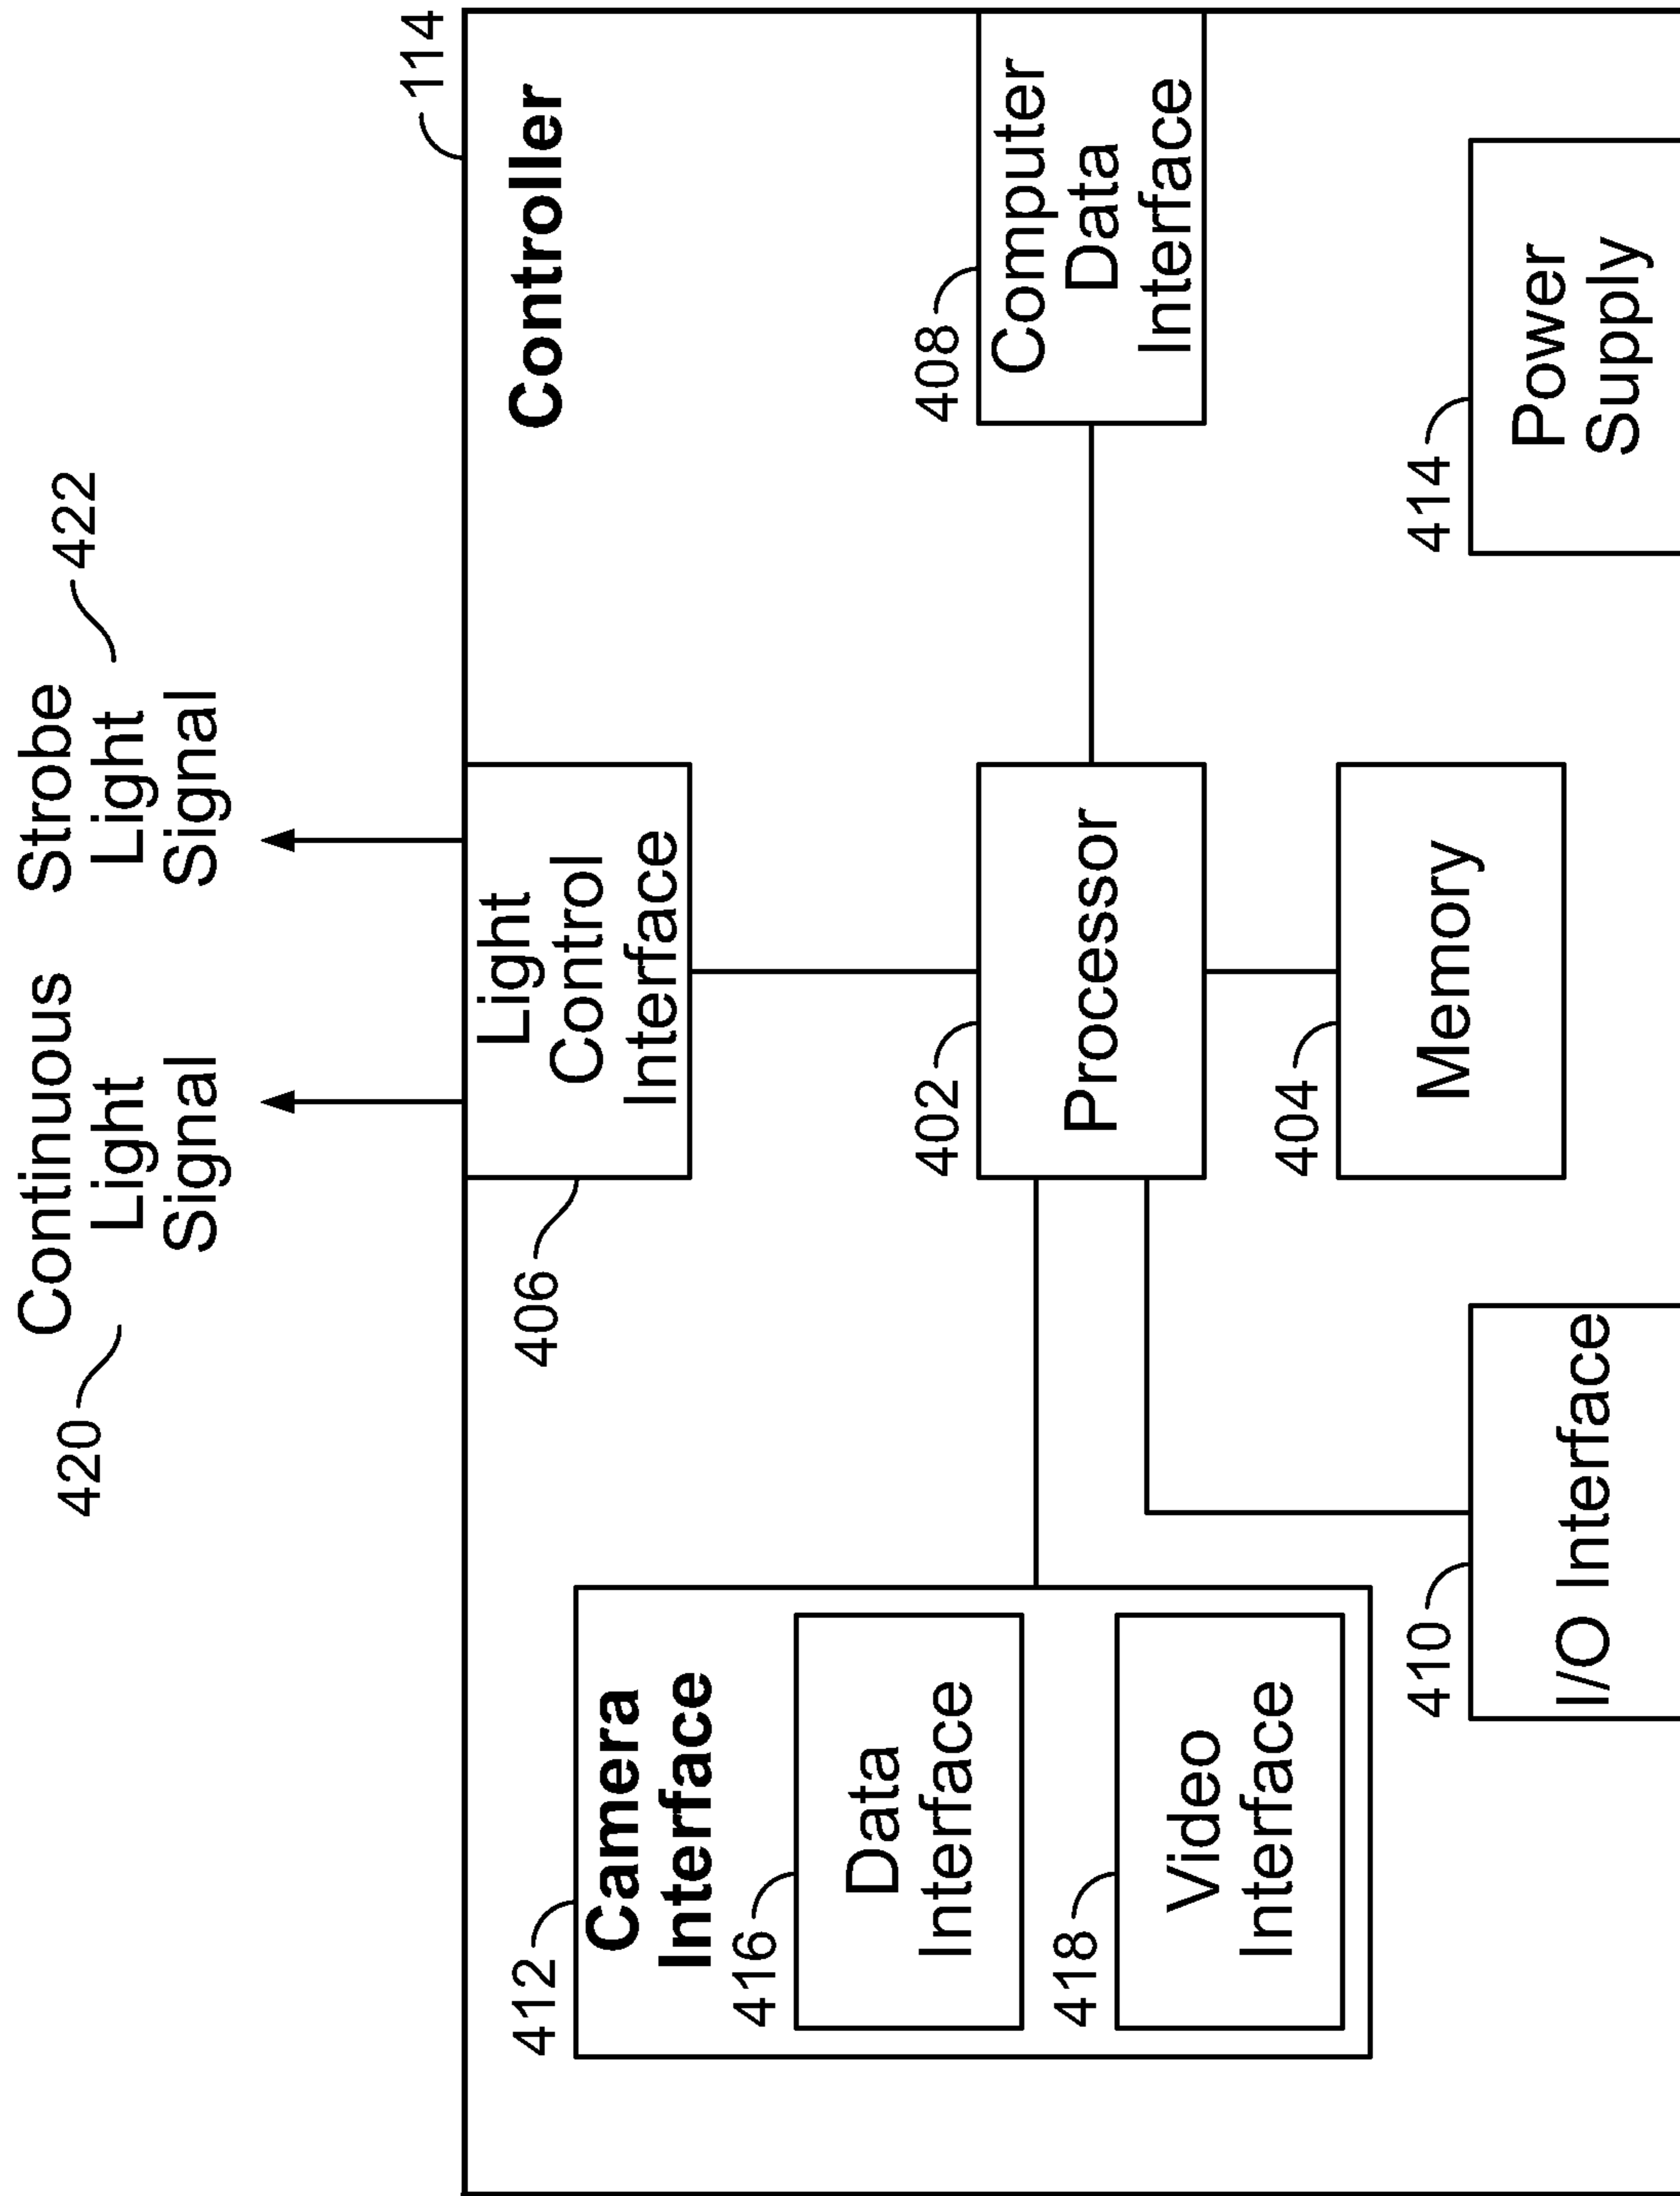 420
Continuous
Light
Signal
Strobe
Light
Signal
422
114
Controller
412
Camera
Interface
416
Data
Interface
418
Video
Interface
406
Light
Control
Interface
402
Processor
404
Memory
408
Computer
Data
Interface
410
I/O Interface
414
Power
Supply